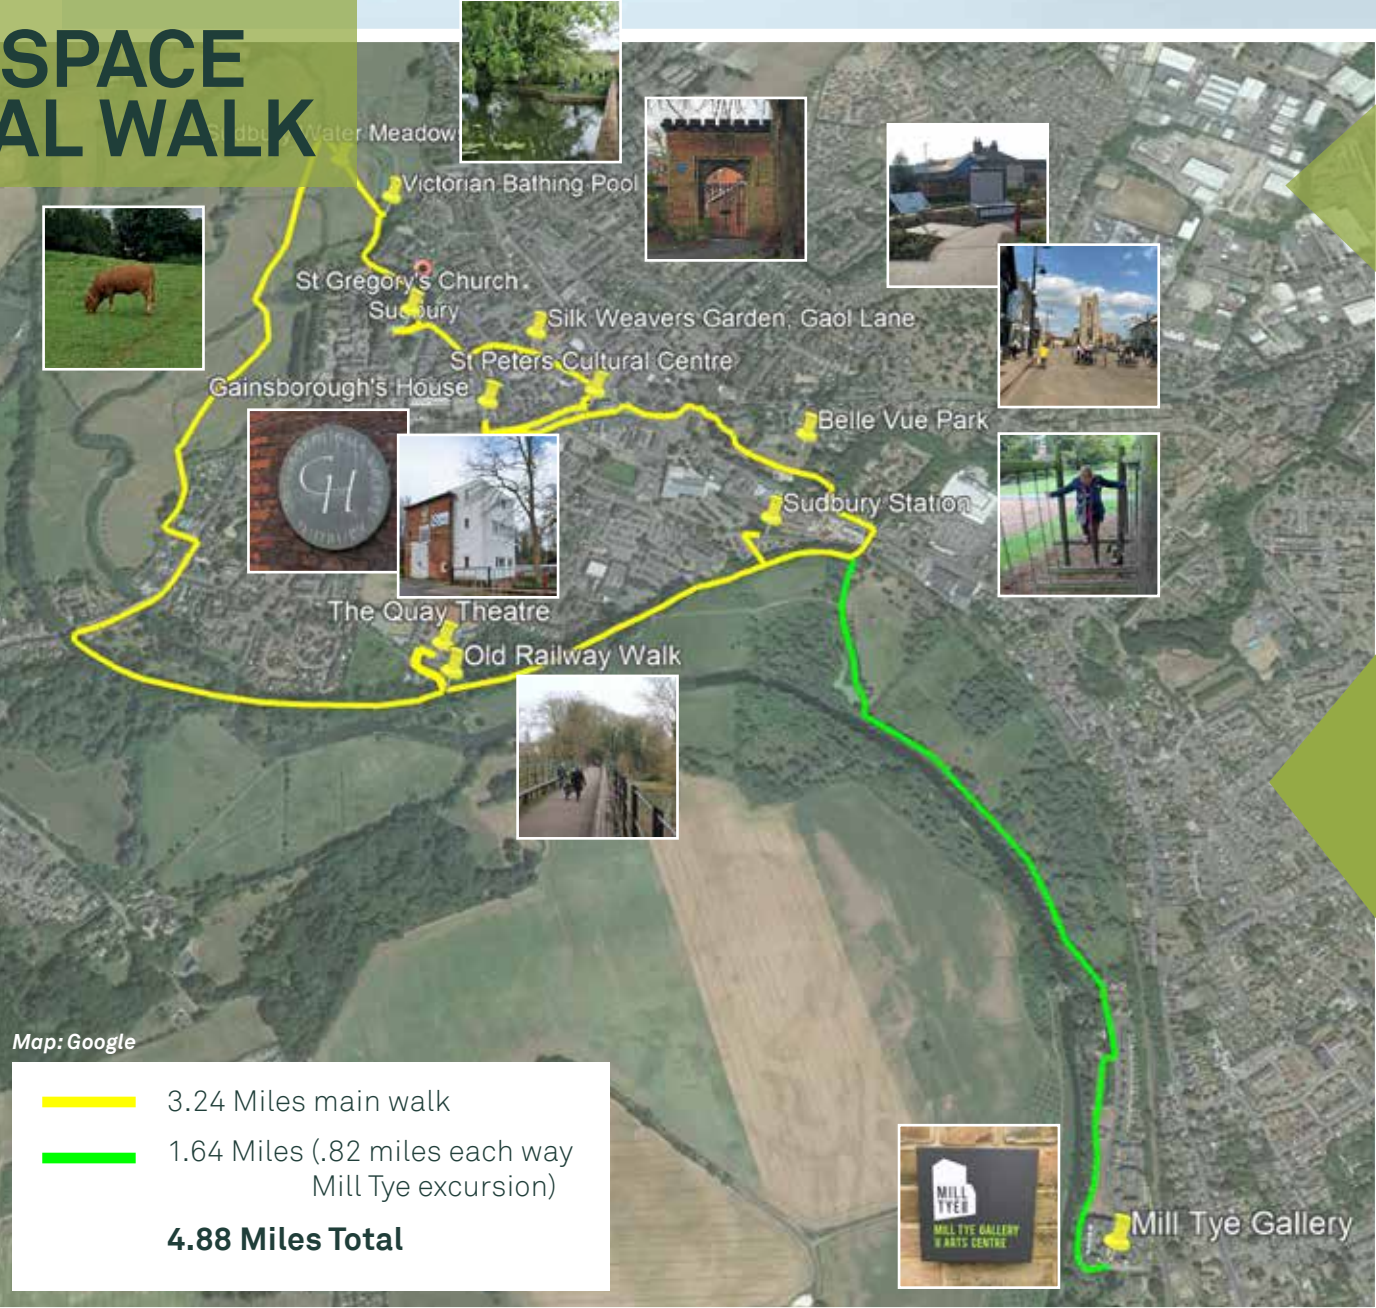 SPACE
AL WALK
Sudbury Water Meadows
Victorian Bathing Pool
St Gregory's Church
Sudbury
Silk Weavers Garden, Gaol Lane
St Peters Cultural Centre
Gainsborough's House
Belle Vue Park
Sudbury Station
GH
The Quay Theatre
Old Railway Walk
Map: Google
3.24 Miles main walk
1.64 Miles (.82 miles each way
Mill Tye excursion)
4.88 Miles Total
MILL
TYE
MILL TYE GALLERY
& ARTS CENTRE
Mill Tye Gallery